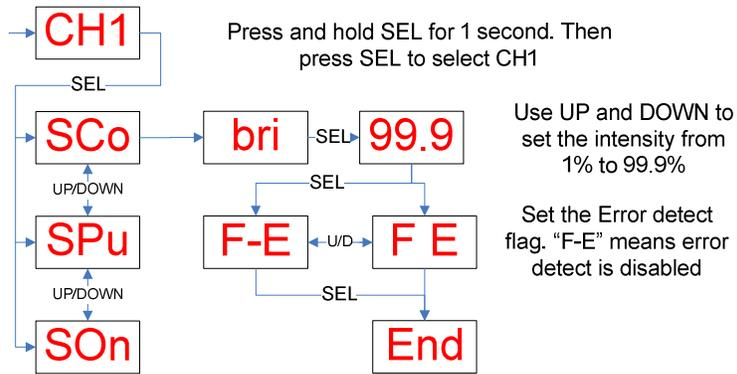 CH1
Press and hold SEL for 1 second. Then
press SEL to select CH1
SEL
SCo
bri
SEL
99.9
Use UP and DOWN to
set the intensity from
1% to 99.9%
UP/DOWN
SEL
SPu
F-E
U/D
F E
Set the Error detect
flag. “F-E” means error
detect is disabled
UP/DOWN
SEL
SOn
End